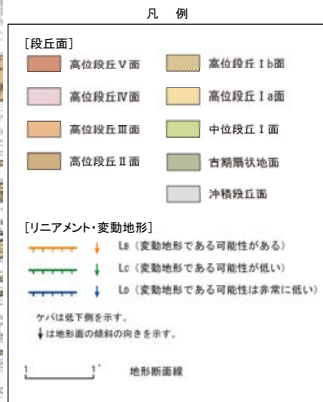 凡 例
[段丘面]
高位段丘Ⅴ面
高位段丘Ⅳ面
高位段丘Ⅲ面
高位段丘Ⅱ面
高位段丘Ⅰb面
高位段丘Ⅰa面
中位段丘Ⅰ面
古期扇状地面
沖積段丘面
[リニアメント・変動地形]
LB (変動地形である可能性がある)
LC (変動地形である可能性が低い)
LD (変動地形である可能性は非常に低い)
ケバは低下側を示す。
↓は地形面の傾斜の向きを示す。
1 1' 地形断面線